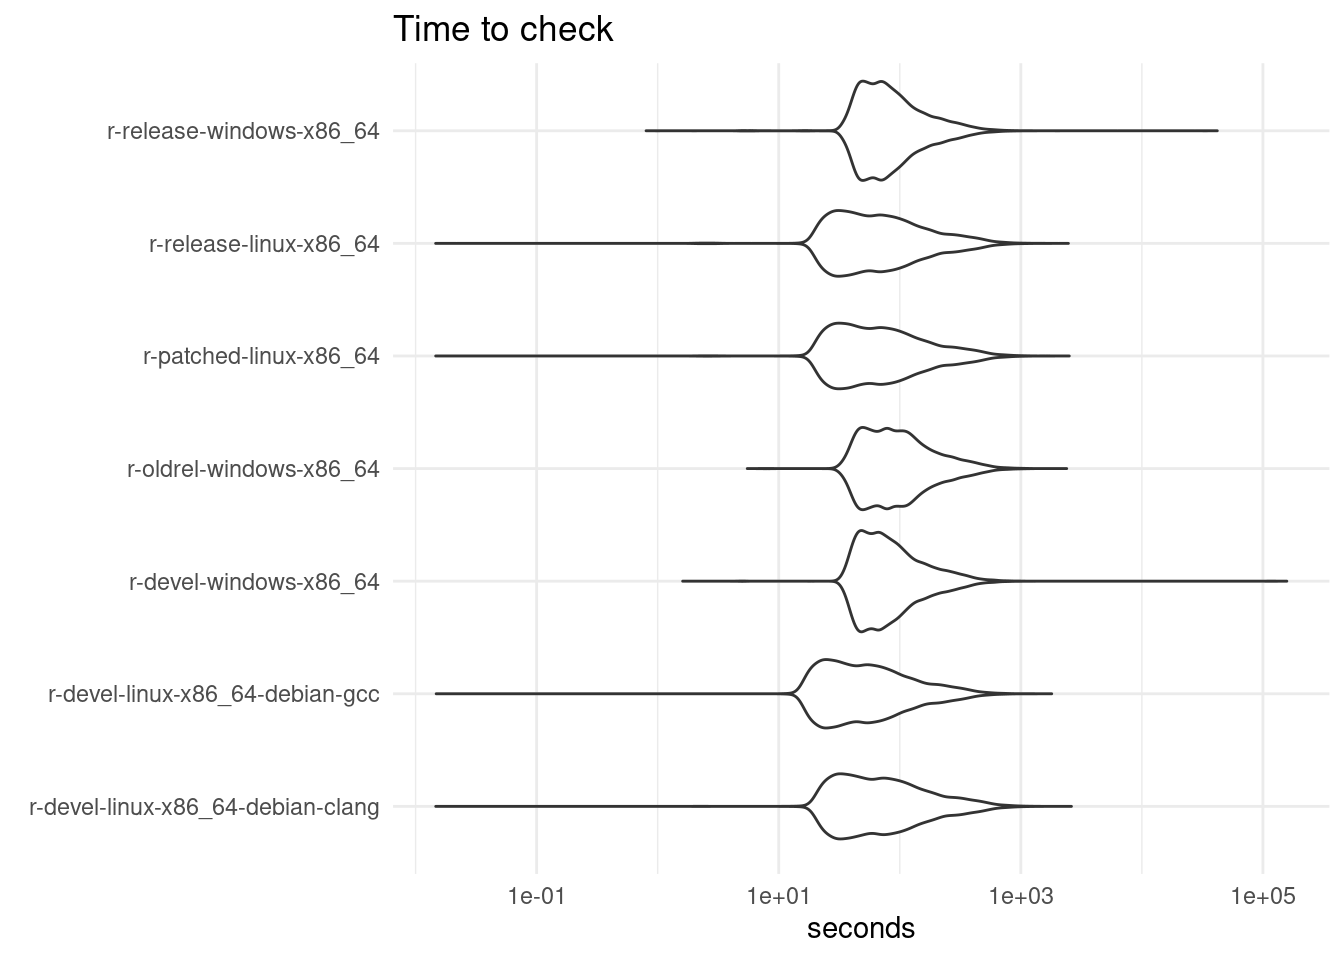 Time to check
r-release-windows-x86_64
r-release-linux-x86_64
r-patched-linux-x86_64
r-oldrel-windows-x86_64
r-devel-windows-x86_64
r-devel-linux-x86_64-debian-gcc
r-devel-linux-x86_64-debian-clang
1e-01 1e+01 1e+03 1e+05
seconds